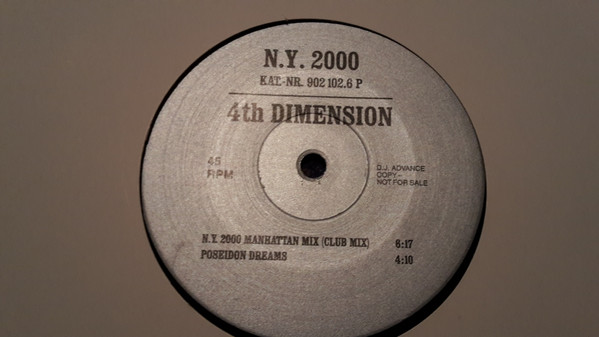 N.Y. 2000
KAT.-NR. 902 102.6 P
4th DIMENSION
45
RPM
D.J. ADVANCE
COPY-
NOT FOR SALE
N.Y. 2000 MANHATTAN MIX (CLUB MIX) 6:17
POSEIDON DREAMS 4:10